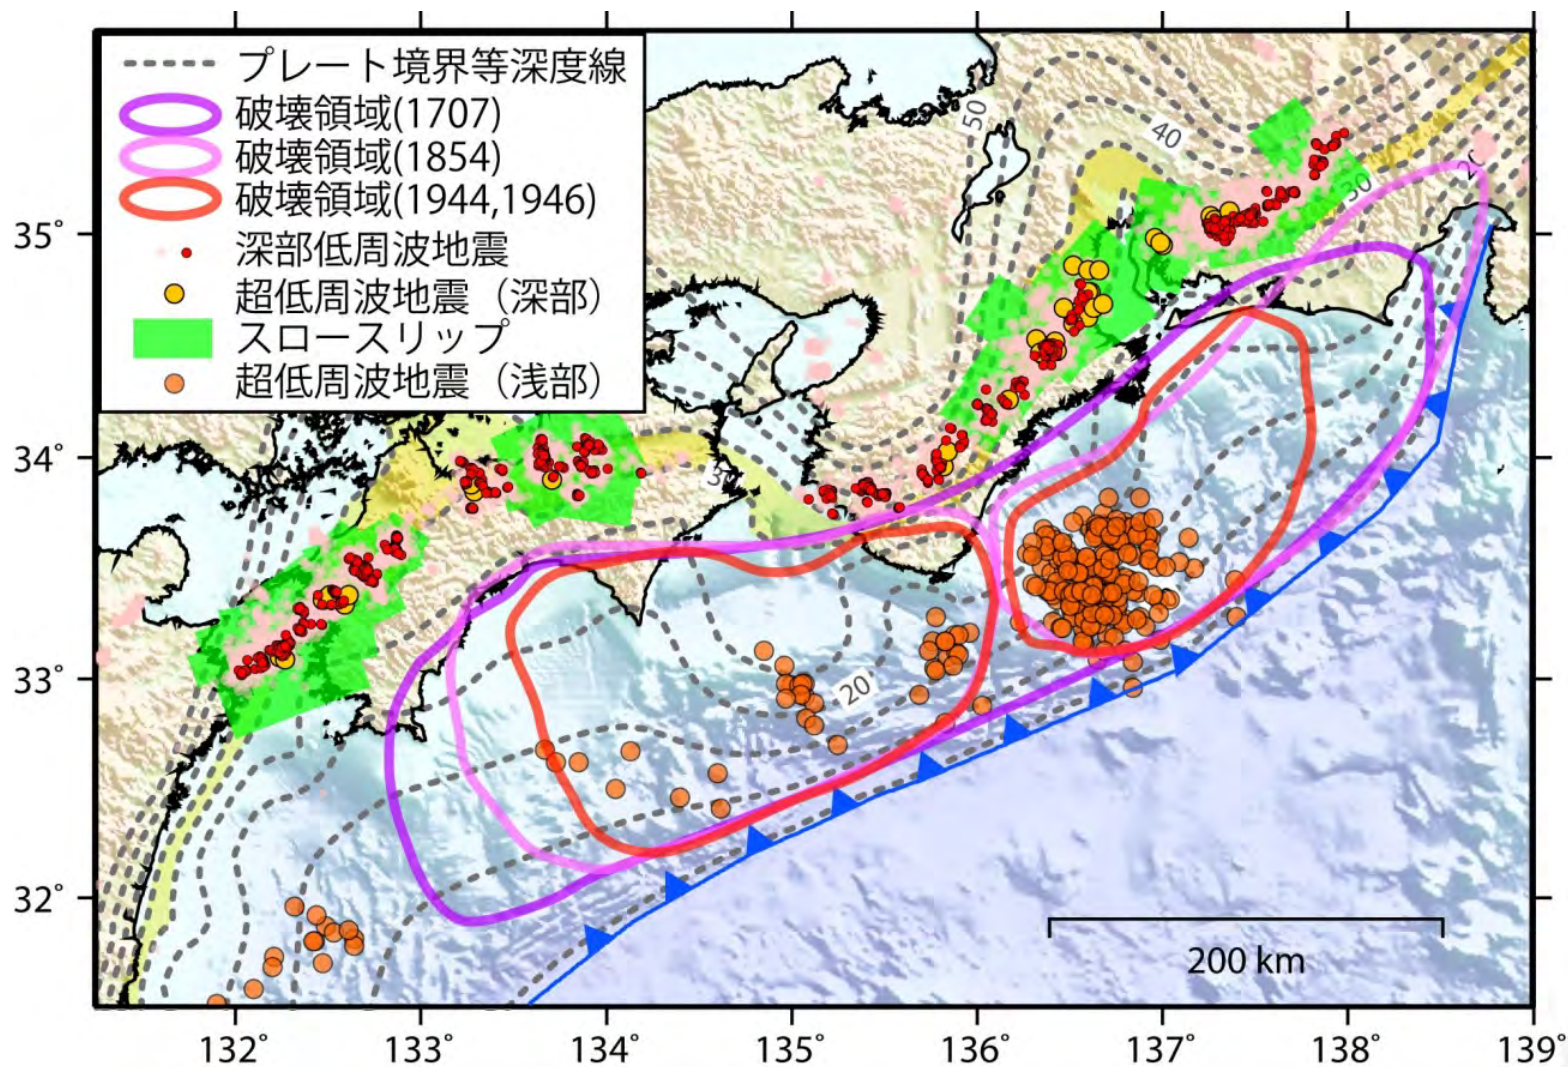 プレート境界等深度線
破壊領域(1707)
破壊領域(1854)
破壊領域(1944,1946)
深部低周波地震
超低周波地震（深部）
スロースリップ
超低周波地震（浅部）
50
40
30
20
30
20
200 km
35°
34°
33°
32°
132°
133°
134°
135°
136°
137°
138°
139°